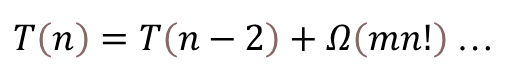 T(n) = T(n − 2) + Ω(mn!) ...